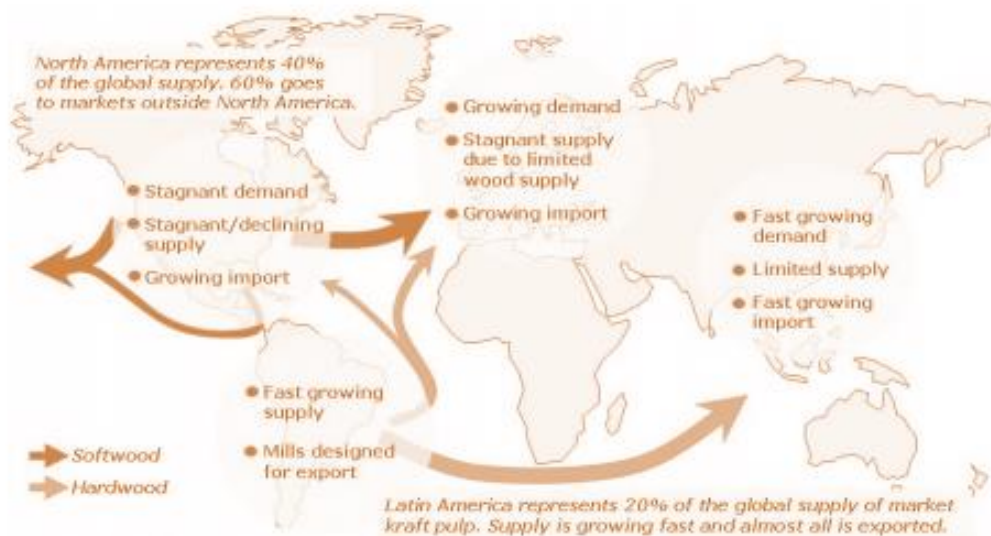 North America represents 40%
of the global supply. 60% goes
to markets outside North America.
Stagnant demand
Stagnant/declining
supply
Growing import
Growing demand
Stagnant supply
due to limited
wood supply
Growing import
Fast growing
demand
Limited supply
Fast growing
import
Fast growing
supply
Mills designed
for export
Softwood
Hardwood
Latin America represents 20% of the global supply of market
kraft pulp. Supply is growing fast and almost all is exported.